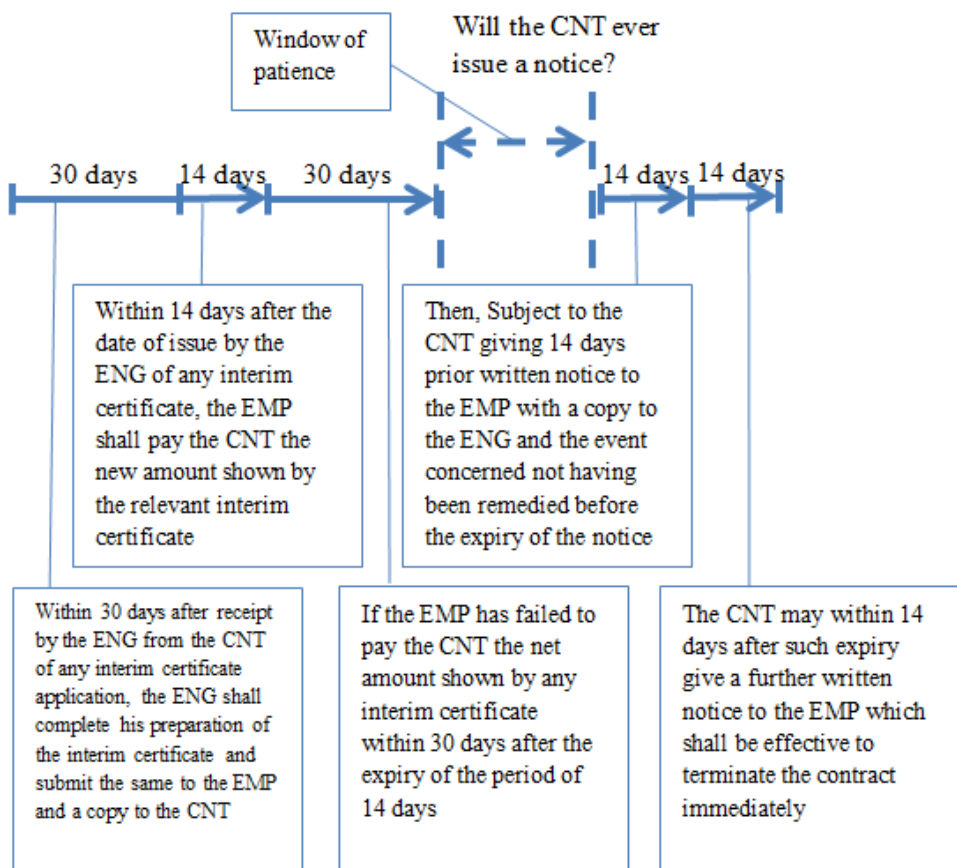 Window of
patience
Will the CNT ever
issue a notice?
30 days
14 days
30 days
14 days
14 days
Within 14 days after the
date of issue by the
ENG of any interim
certificate, the EMP
shall pay the CNT the
new amount shown by
the relevant interim
certificate
Then, Subject to the
CNT giving 14 days
prior written notice to
the EMP with a copy to
the ENG and the event
concerned not having
been remedied before
the expiry of the notice
Within 30 days after receipt
by the ENG from the CNT
of any interim certificate
application, the ENG shall
complete his preparation of
the interim certificate and
submit the same to the EMP
and a copy to the CNT
If the EMP has failed to
pay the CNT the net
amount shown by any
interim certificate
within 30 days after the
expiry of the period of
14 days
The CNT may within 14
days after such expiry
give a further written
notice to the EMP which
shall be effective to
terminate the contract
immediately